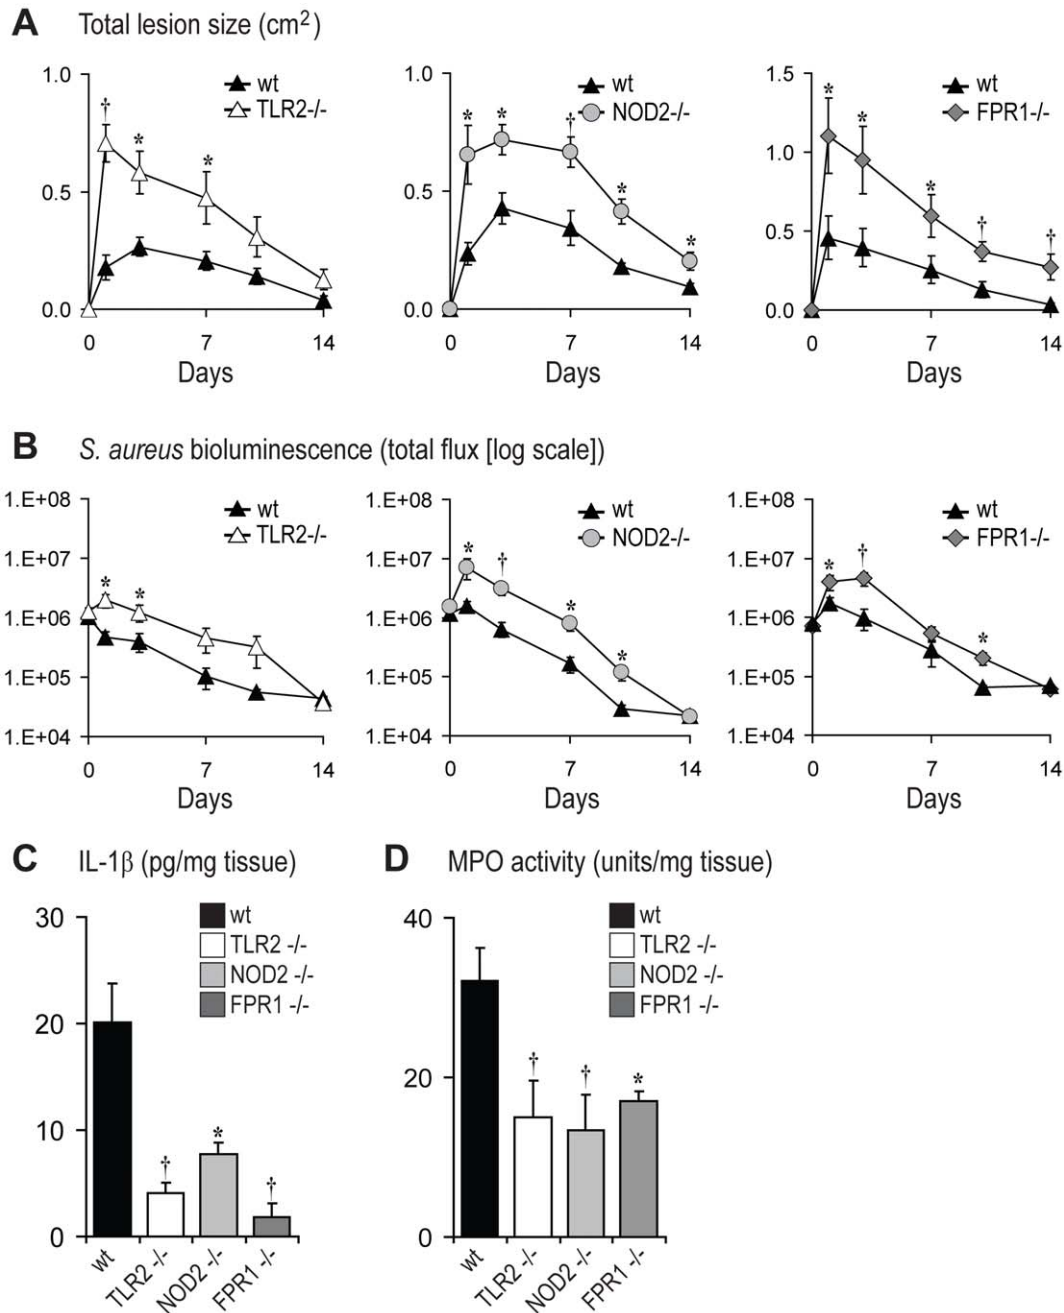 A Total lesion size (cm²)
1.0
0.5
0.0
†
*
*
wt
TLR2-/-
0 7 14
Days
1.0
0.5
0.0
*
*
†
*
*
wt
NOD2-/-
0 7 14
Days
1.5
1.0
0.5
0.0
*
*
*
†
†
wt
FPR1-/-
0 7 14
Days
B S. aureus bioluminescence (total flux [log scale])
1.E+08
1.E+07
1.E+06
1.E+05
1.E+04
*
*
wt
TLR2-/-
0 7 14
Days
1.E+08
1.E+07
1.E+06
1.E+05
1.E+04
*
†
*
*
wt
NOD2-/-
0 7 14
Days
1.E+08
1.E+07
1.E+06
1.E+05
1.E+04
*
†
*
wt
FPR1-/-
0 7 14
Days
C IL-1β (pg/mg tissue)
30
20
10
0
wt
TLR2 -/-
NOD2 -/-
FPR1 -/-
†
*
†
wt TLR2 -/- NOD2 -/- FPR1 -/-
D MPO activity (units/mg tissue)
40
20
0
wt
TLR2 -/-
NOD2 -/-
FPR1 -/-
†
†
*
wt TLR2 -/- NOD2 -/- FPR1 -/-